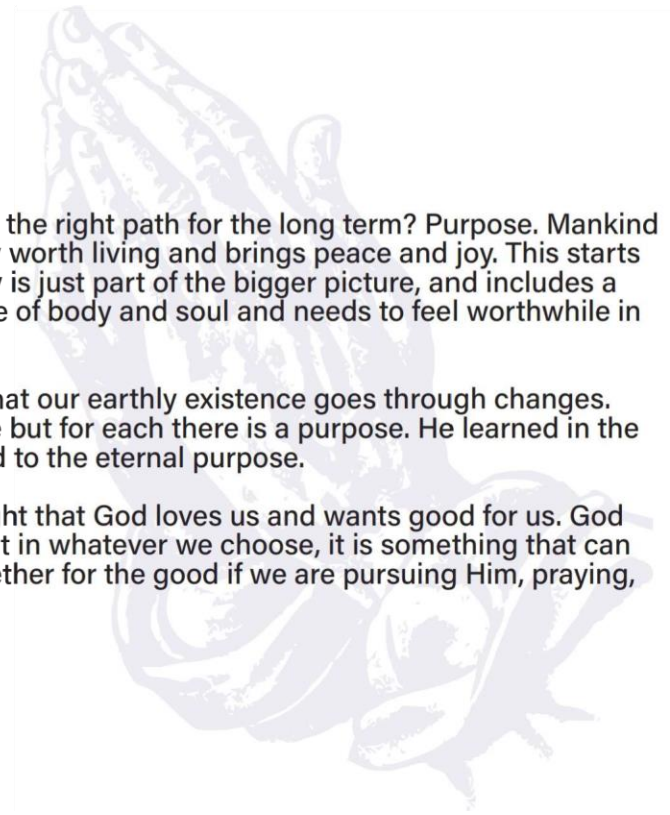 the right path for the long term? Purpose. Mankind
worth living and brings peace and joy. This starts
is just part of the bigger picture, and includes a
of body and soul and needs to feel worthwhile in
our earthly existence goes through changes.
but for each there is a purpose. He learned in the
to the eternal purpose.
that God loves us and wants good for us. God
in whatever we choose, it is something that can
for the good if we are pursuing Him, praying,